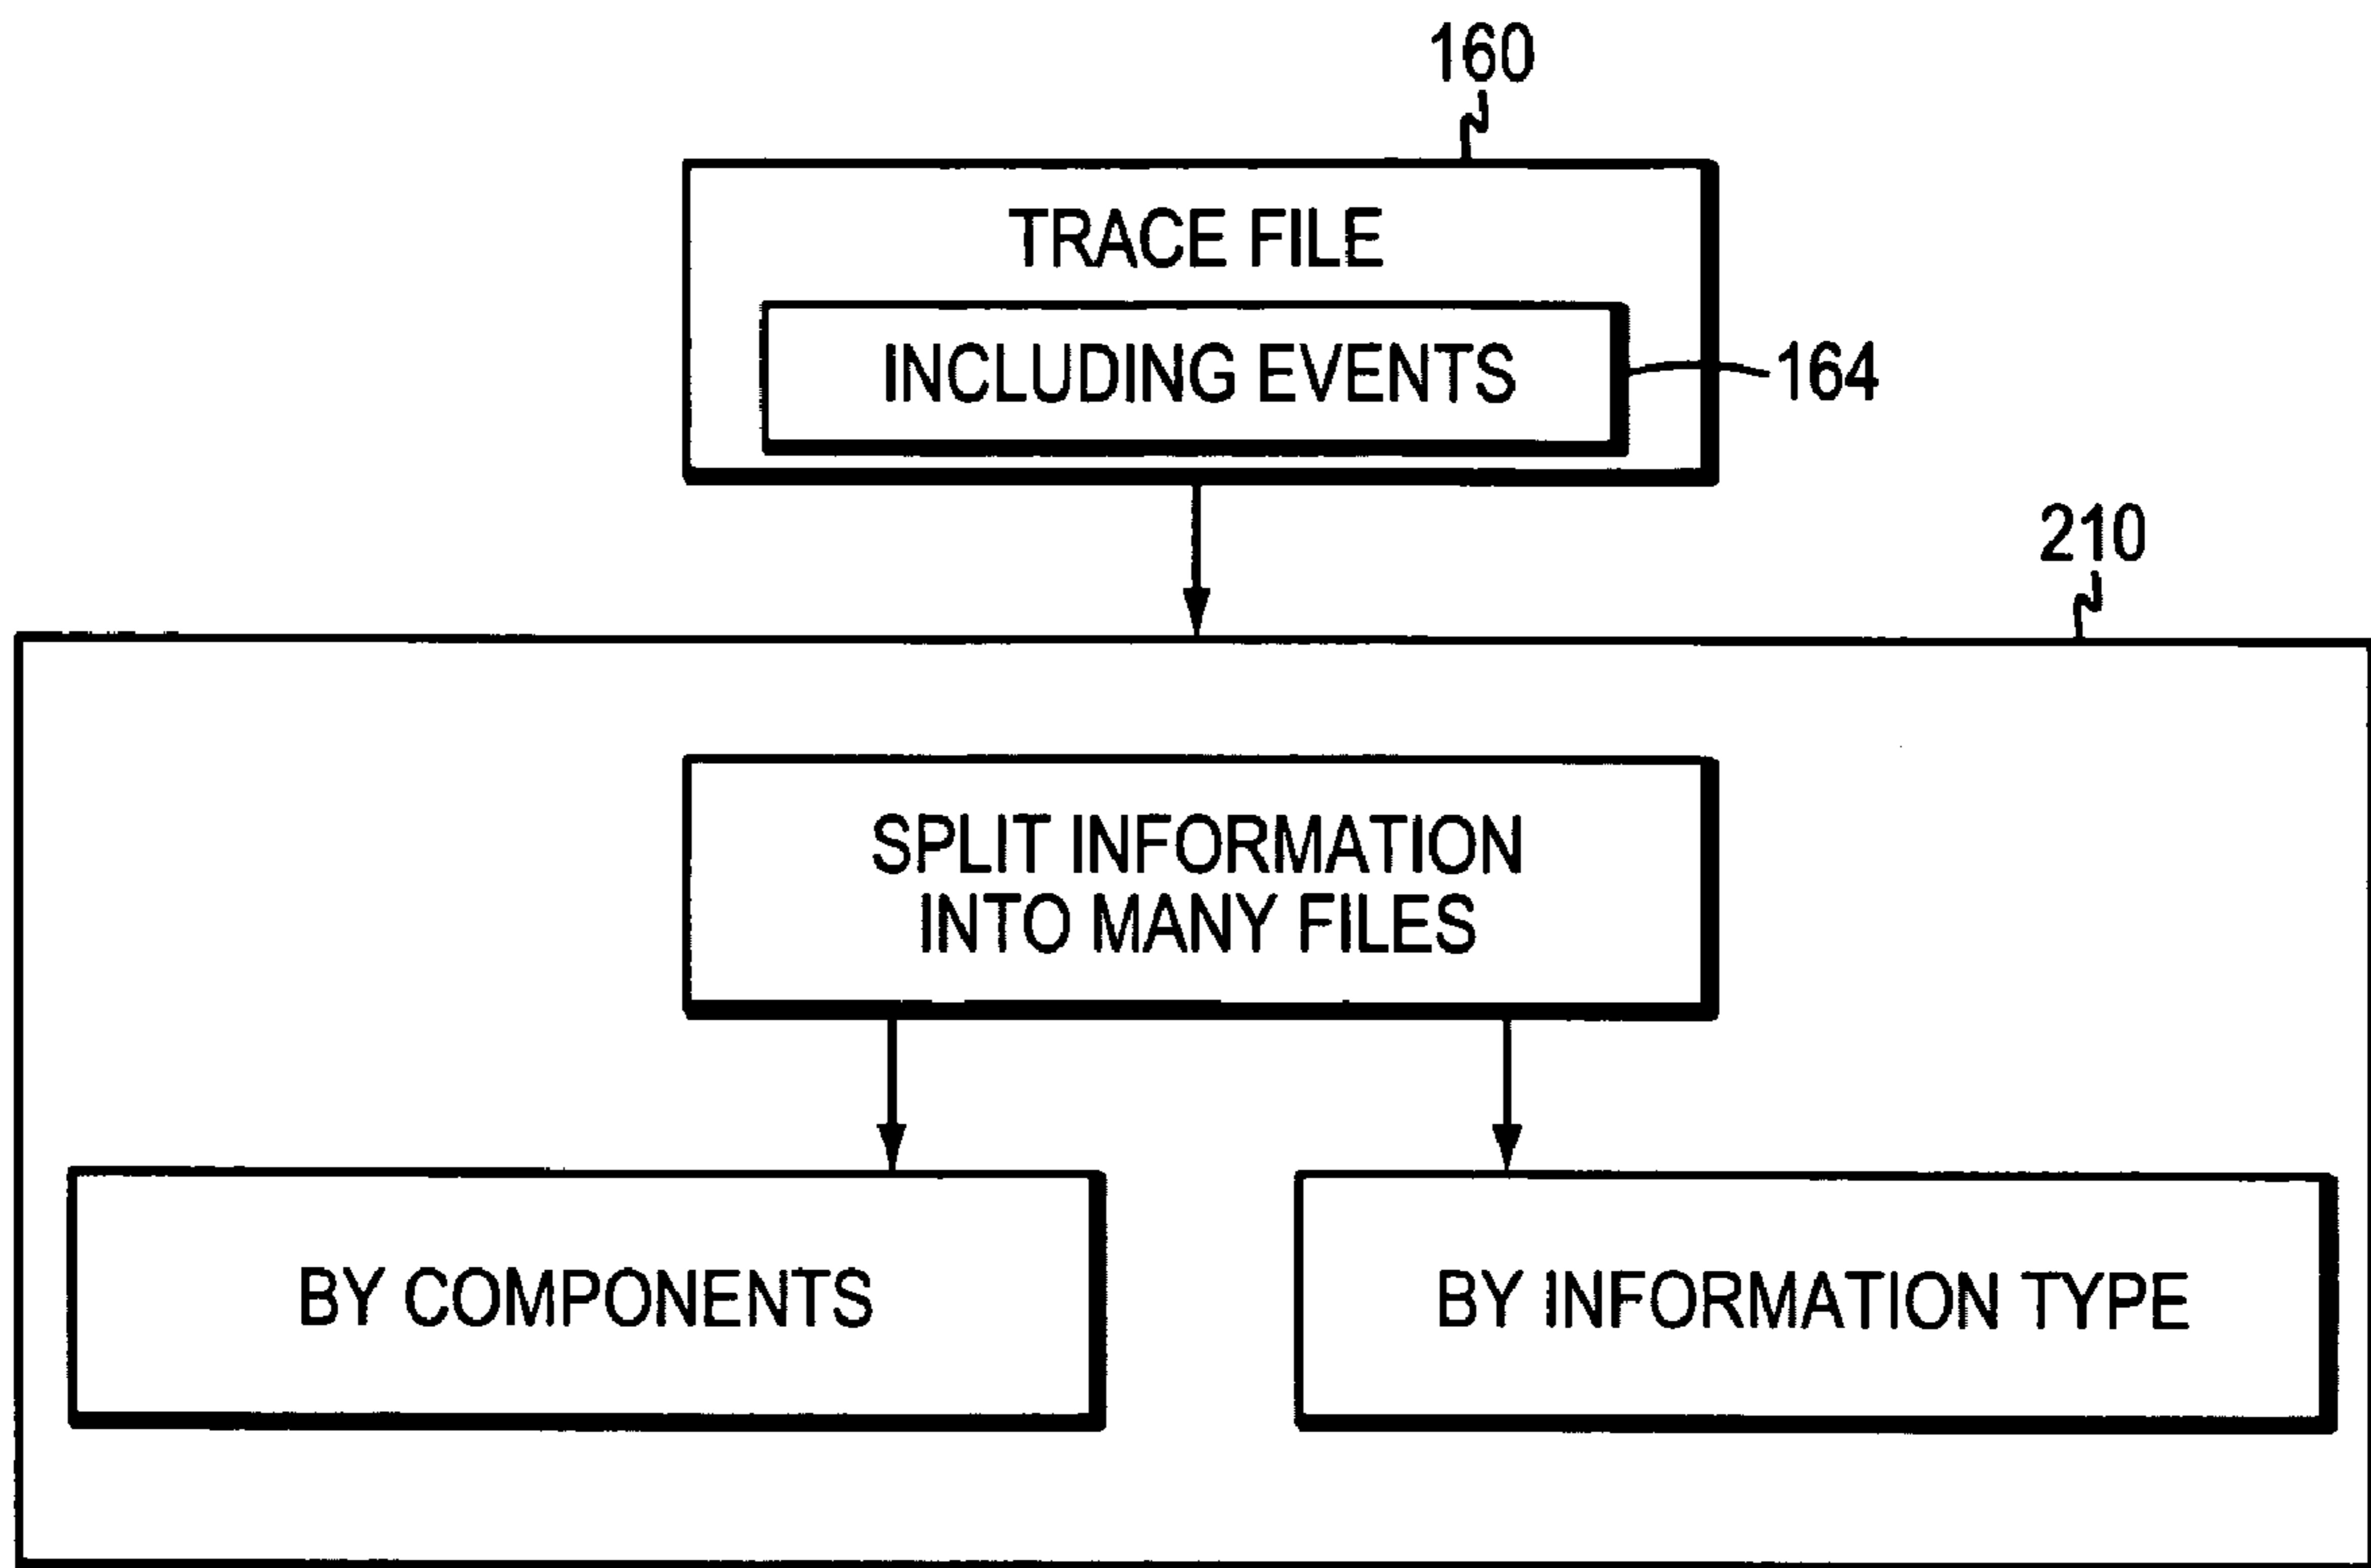 160
TRACE FILE
INCLUDING EVENTS
164
210
SPLIT INFORMATION
INTO MANY FILES
BY COMPONENTS
BY INFORMATION TYPE